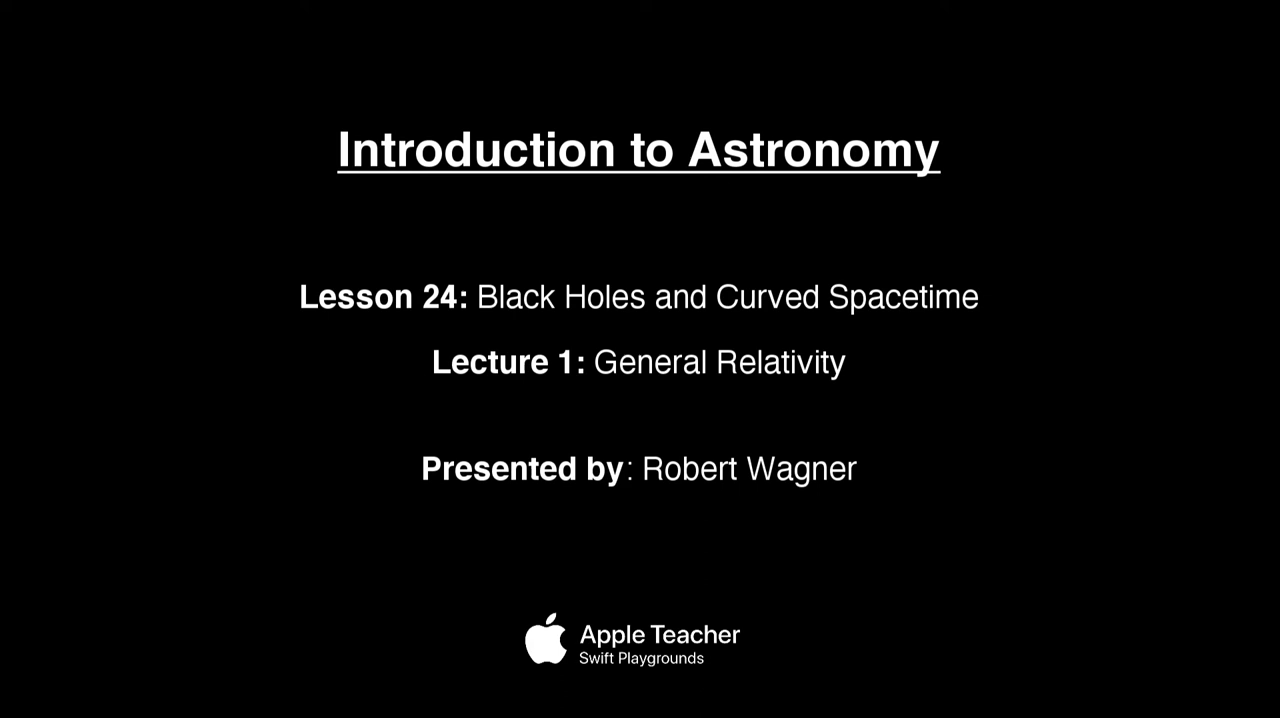 Introduction to Astronomy
Lesson 24: Black Holes and Curved Spacetime
Lecture 1: General Relativity
Presented by: Robert Wagner
Apple Teacher
Swift Playgrounds